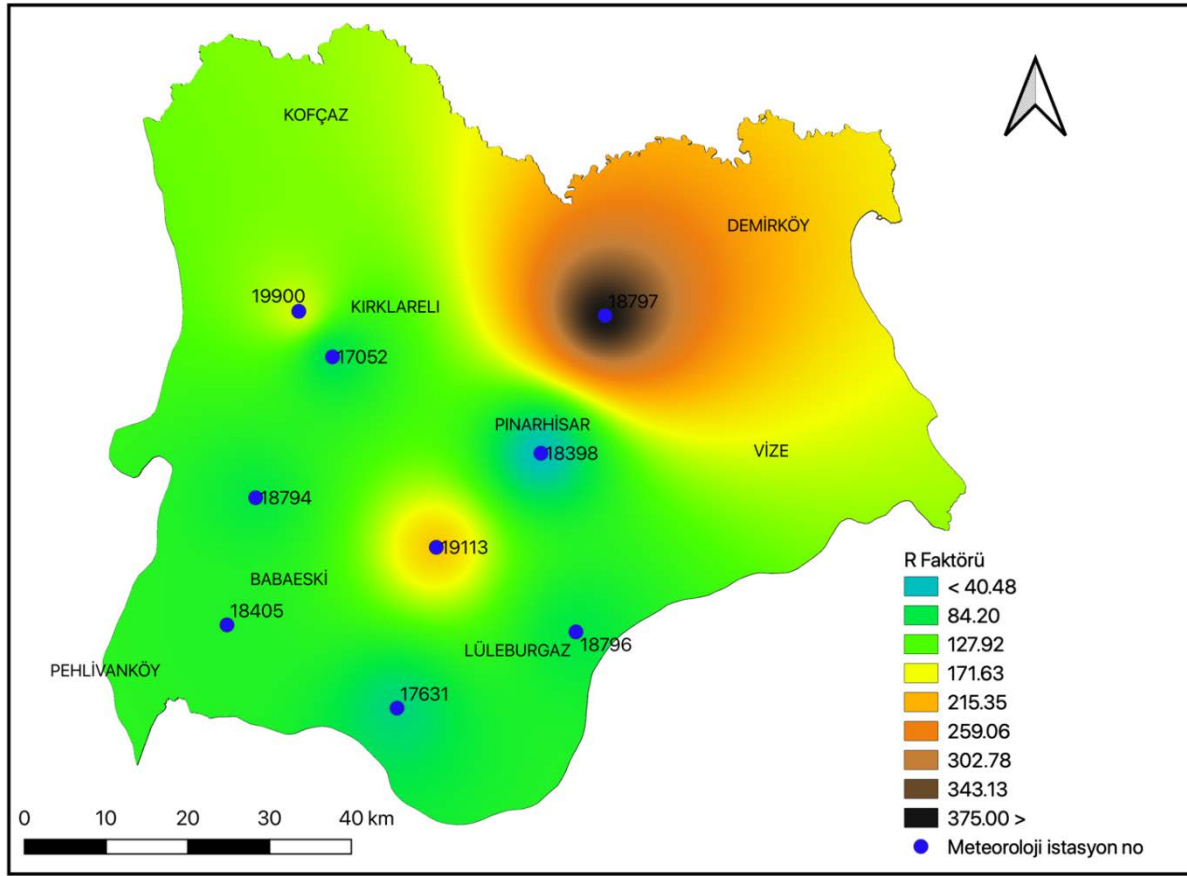 KOFÇAZ
DEMİRKÖY
19900
KIRKLARELI
18797
17052
PINARHİSAR
18398
VİZE
18794
19113
BABAESKİ
18405
LÜLEBURGAZ
18796
PEHLİVANKÖY
17631
R Faktörü
< 40.48
84.20
127.92
171.63
215.35
259.06
302.78
343.13
375.00 >
Meteoroloji istasyon no
0 10 20 30 40 km